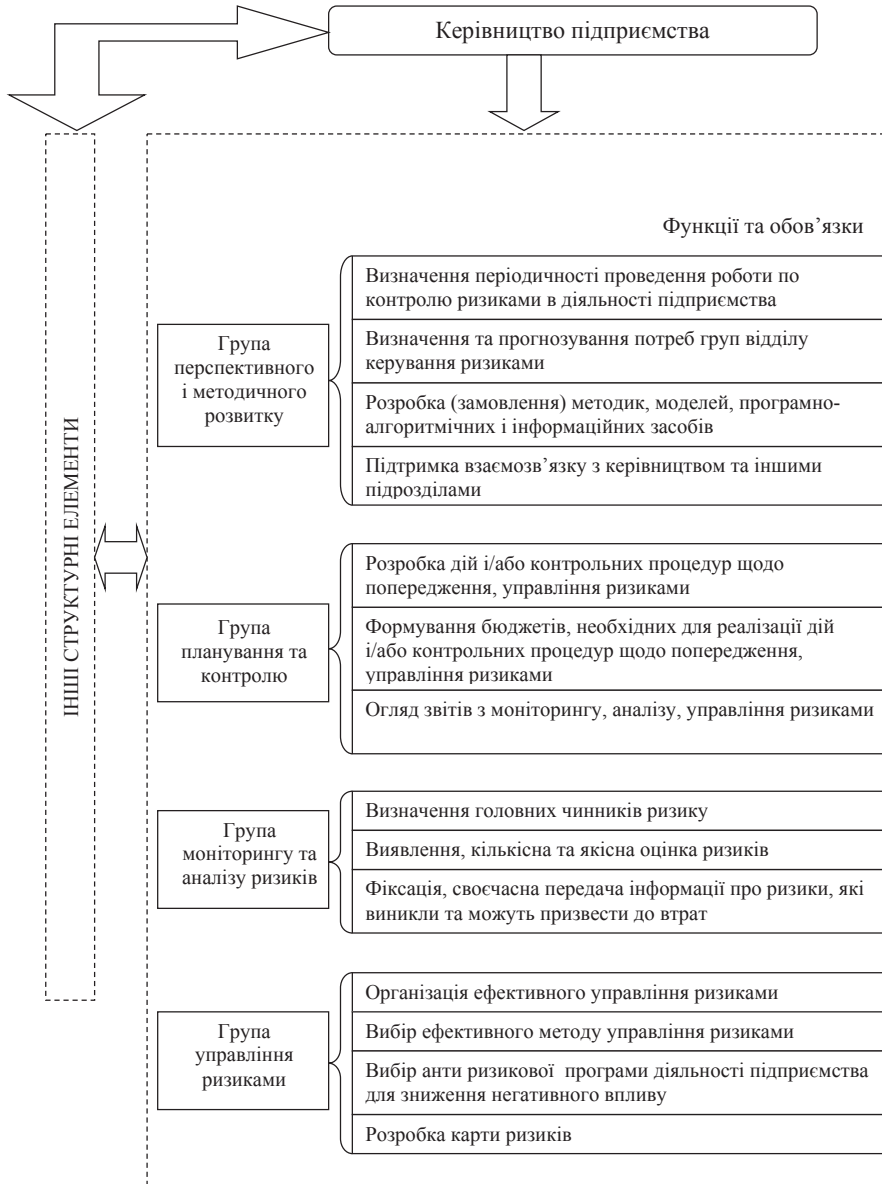 Керівництво підприємства
Функції та обов’язки
ІНШІ СТРУКТУРНІ ЕЛЕМЕНТИ
Група
перспективного
і методичного
розвитку
Визначення періодичності проведення роботи по
контролю ризиками в діяльності підприємства
Визначення та прогнозування потреб груп відділу
керування ризиками
Розробка (замовлення) методик, моделей, програмно-
алгоритмічних і інформаційних засобів
Підтримка взаємозв’язку з керівництвом та іншими
підрозділами
Група
планування та
контролю
Розробка дій і/або контрольних процедур щодо
попередження, управління ризиками
Формування бюджетів, необхідних для реалізації дій
і/або контрольних процедур щодо попередження,
управління ризиками
Огляд звітів з моніторингу, аналізу, управління ризиками
Група
моніторингу та
аналізу ризиків
Визначення головних чинників ризику
Виявлення, кількісна та якісна оцінка ризиків
Фіксація, своєчасна передача інформації про ризики, які
виникли та можуть призвести до втрат
Група
управління
ризиками
Організація ефективного управління ризиками
Вибір ефективного методу управління ризиками
Вибір анти ризикової програми діяльності підприємства
для зниження негативного впливу
Розробка карти ризиків